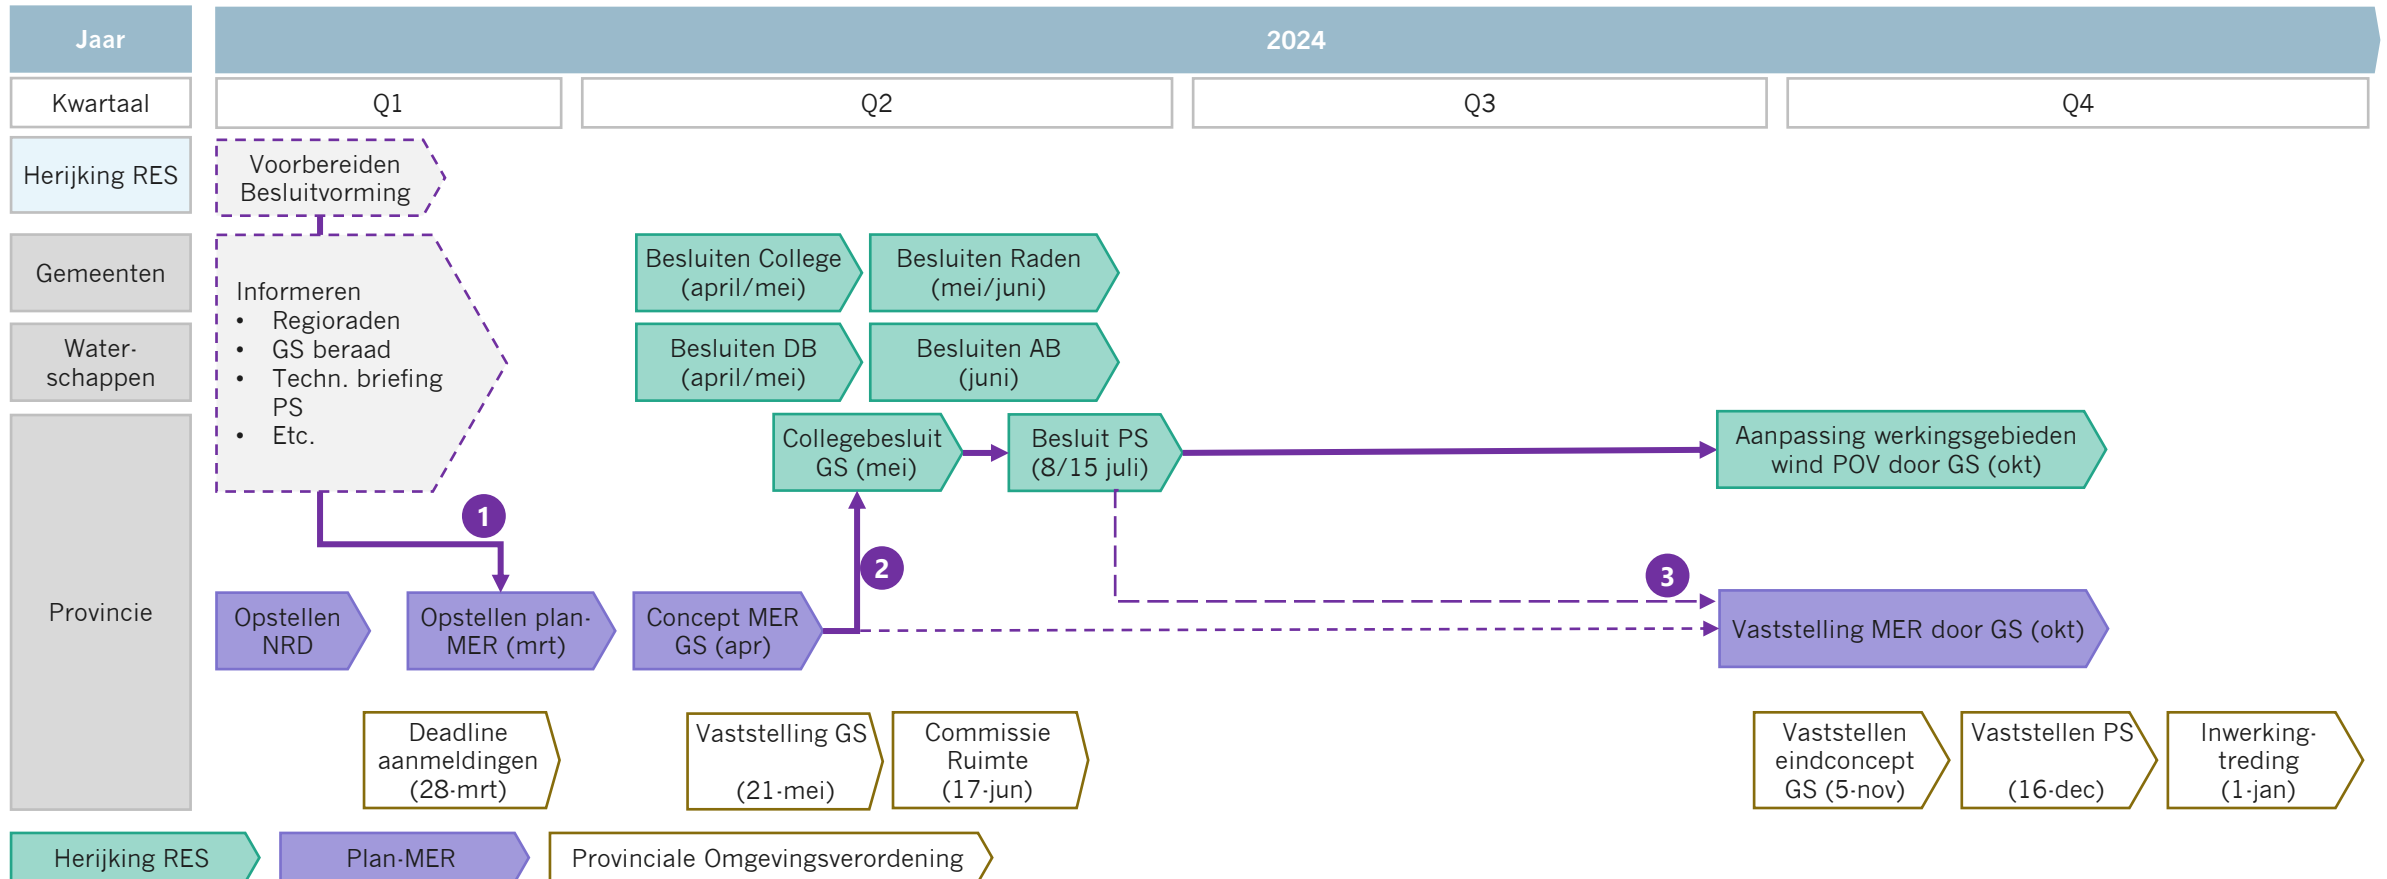 Jaar
2024
Kwartaal
Q1
Q2
Q3
Q4
Herijking RES
Voorbereiden
Besluitvorming
Gemeenten
Informeren
• Regioraden
• GS beraad
• Techn. briefing
PS
• Etc.
Besluiten College
(april/mei)
Besluiten Raden
(mei/juni)
Water-
schappen
Besluiten DB
(april/mei)
Besluiten AB
(juni)
Provincie
Collegebesluit
GS (mei)
Besluit PS
(8/15 juli)
Aanpassing werkingsgebieden
wind POV door GS (okt)
1
2
3
Opstellen
NRD
Opstellen plan-
MER (mrt)
Concept MER
GS (apr)
Vaststelling MER door GS (okt)
Deadline
aanmeldingen
(28-mrt)
Vaststelling GS
(21-mei)
Commissie
Ruimte
(17-jun)
Vaststellen
eindconcept
GS (5-nov)
Vaststellen PS
(16-dec)
Inwerking-
treding
(1-jan)
Herijking RES
Plan-MER
Provinciale Omgevingsverordening